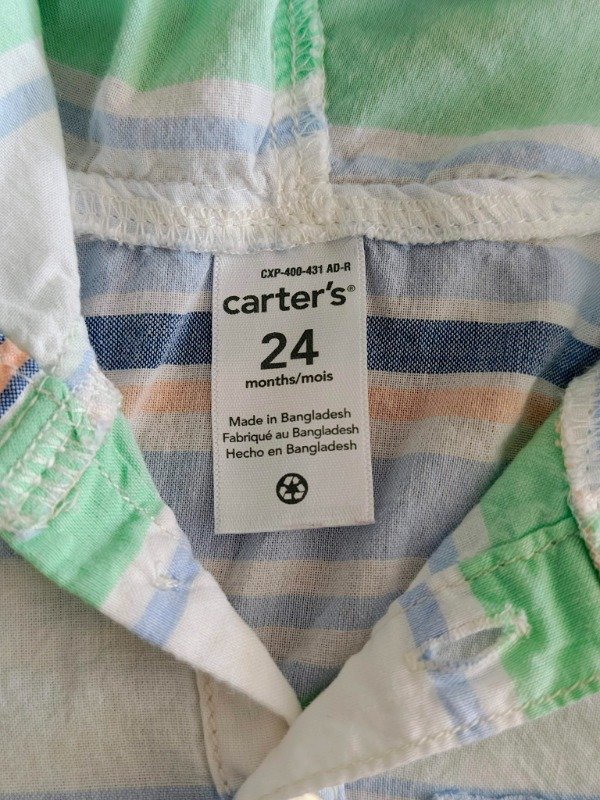 CXP-400-431 AD-R
carter's®
24
months/mois
Made in Bangladesh
Fabriqué au Bangladesh
Hecho en Bangladesh